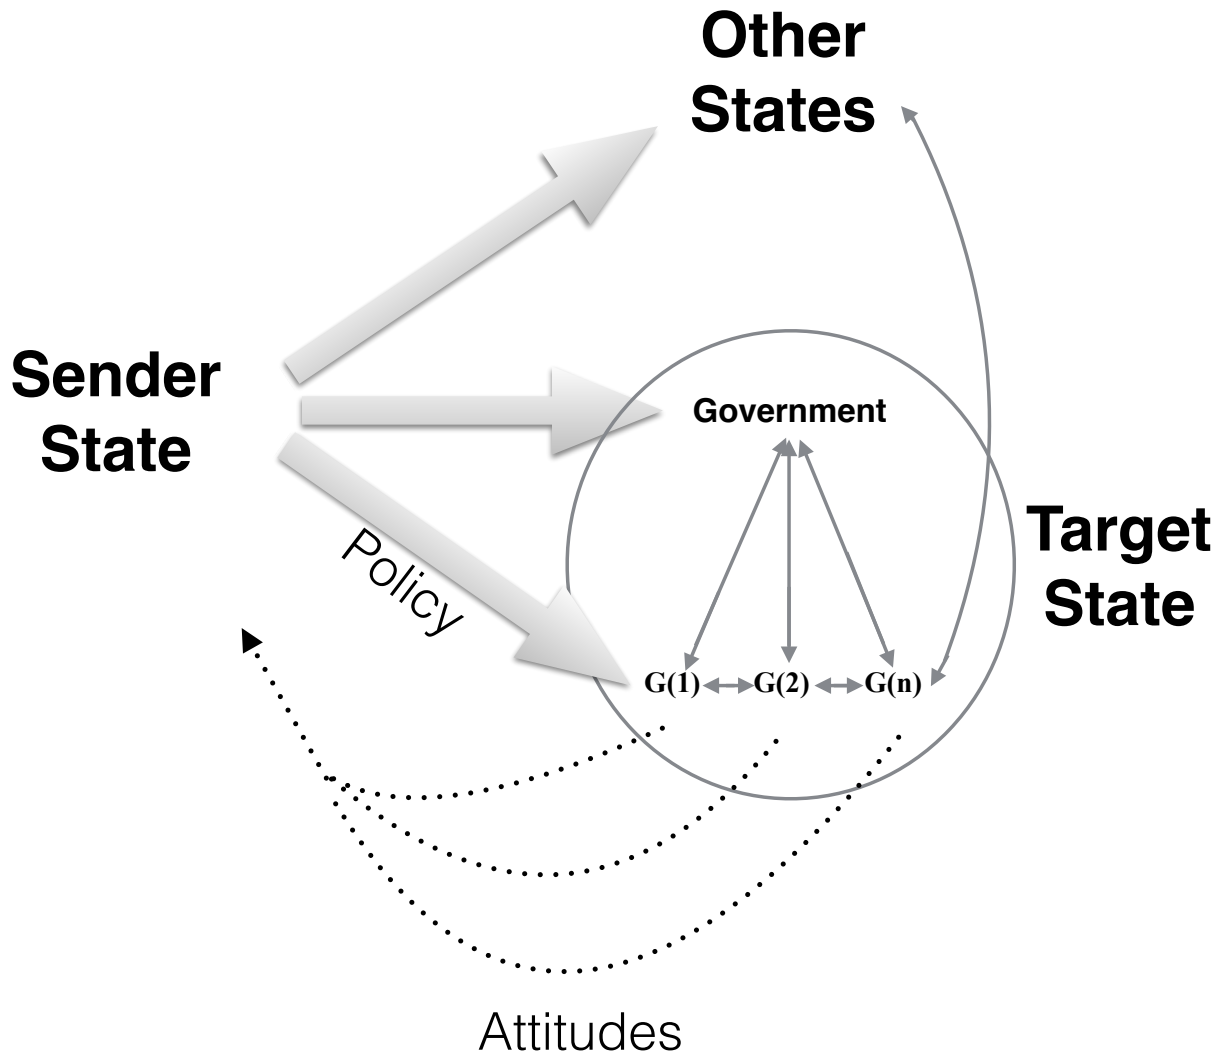 Other
States
Sender
State
Government
Target
State
Policy
G(1)
G(2)
G(n)
Attitudes